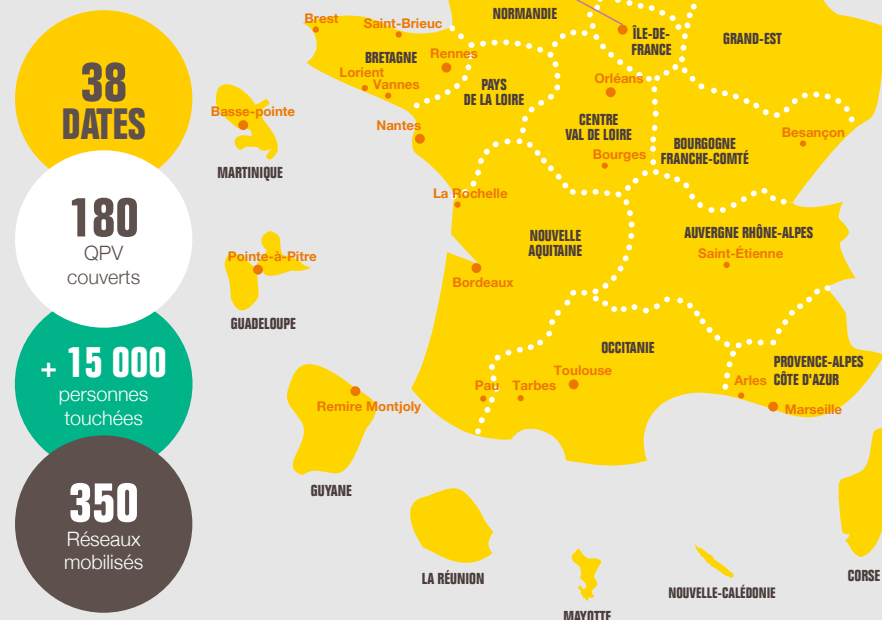 38
DATES
180
QPV
couverts
+ 15 000
personnes
touchées
350
Réseaux
mobilisés
Basse-pointe
MARTINIQUE
Pointe-à-Pitre
GUADELOUPE
Remire Montjoly
GUYANE
LA RÉUNION
MAYOTTE
NOUVELLE-CALÉDONIE
CORSE
NORMANDIE
Brest
Saint-Brieuc
BRETAGNE
Rennes
Lorient
Vannes
PAYS
DE LA LOIRE
Nantes
ÎLE-DE-
FRANCE
GRAND-EST
Orléans
CENTRE
VAL DE LOIRE
Bourges
BOURGOGNE
FRANCHE-COMTÉ
Besançon
La Rochelle
NOUVELLE
AQUITAINE
Bordeaux
AUVERGNE RHÔNE-ALPES
Saint-Étienne
OCCITANIE
Toulouse
Pau
Tarbes
PROVENCE-ALPES
CÔTE D'AZUR
Arles
Marseille